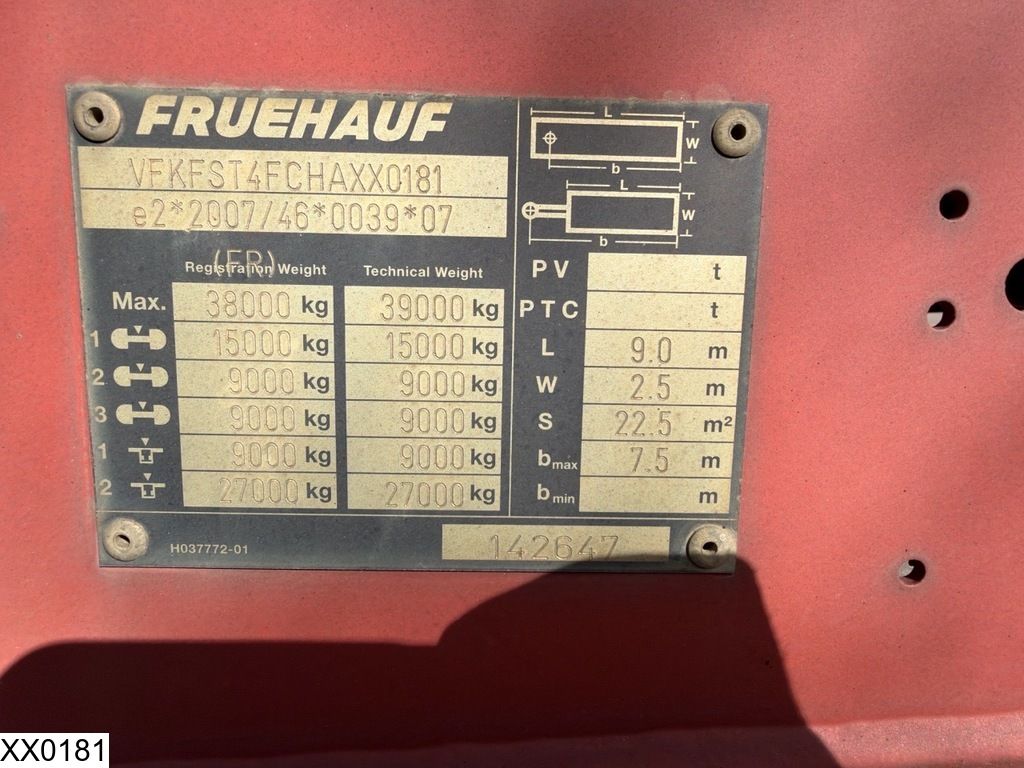 FRUEHAUF
VFKFST4FCHAXX0181
e2*2007/46*0039*07
(FR)
Registration Weight Technical Weight
Max. 38000 kg 39000 kg
1 15000 kg 15000 kg
2 9000 kg 9000 kg
3 9000 kg 9000 kg
1 9000 kg 9000 kg
2 27000 kg 27000 kg
H037772-01
L
W
b
L
W
b
PV t
PTC t
L 9.0 m
W 2.5 m
S 22.5 m²
bmax 7.5 m
bmin m
142647
XX0181